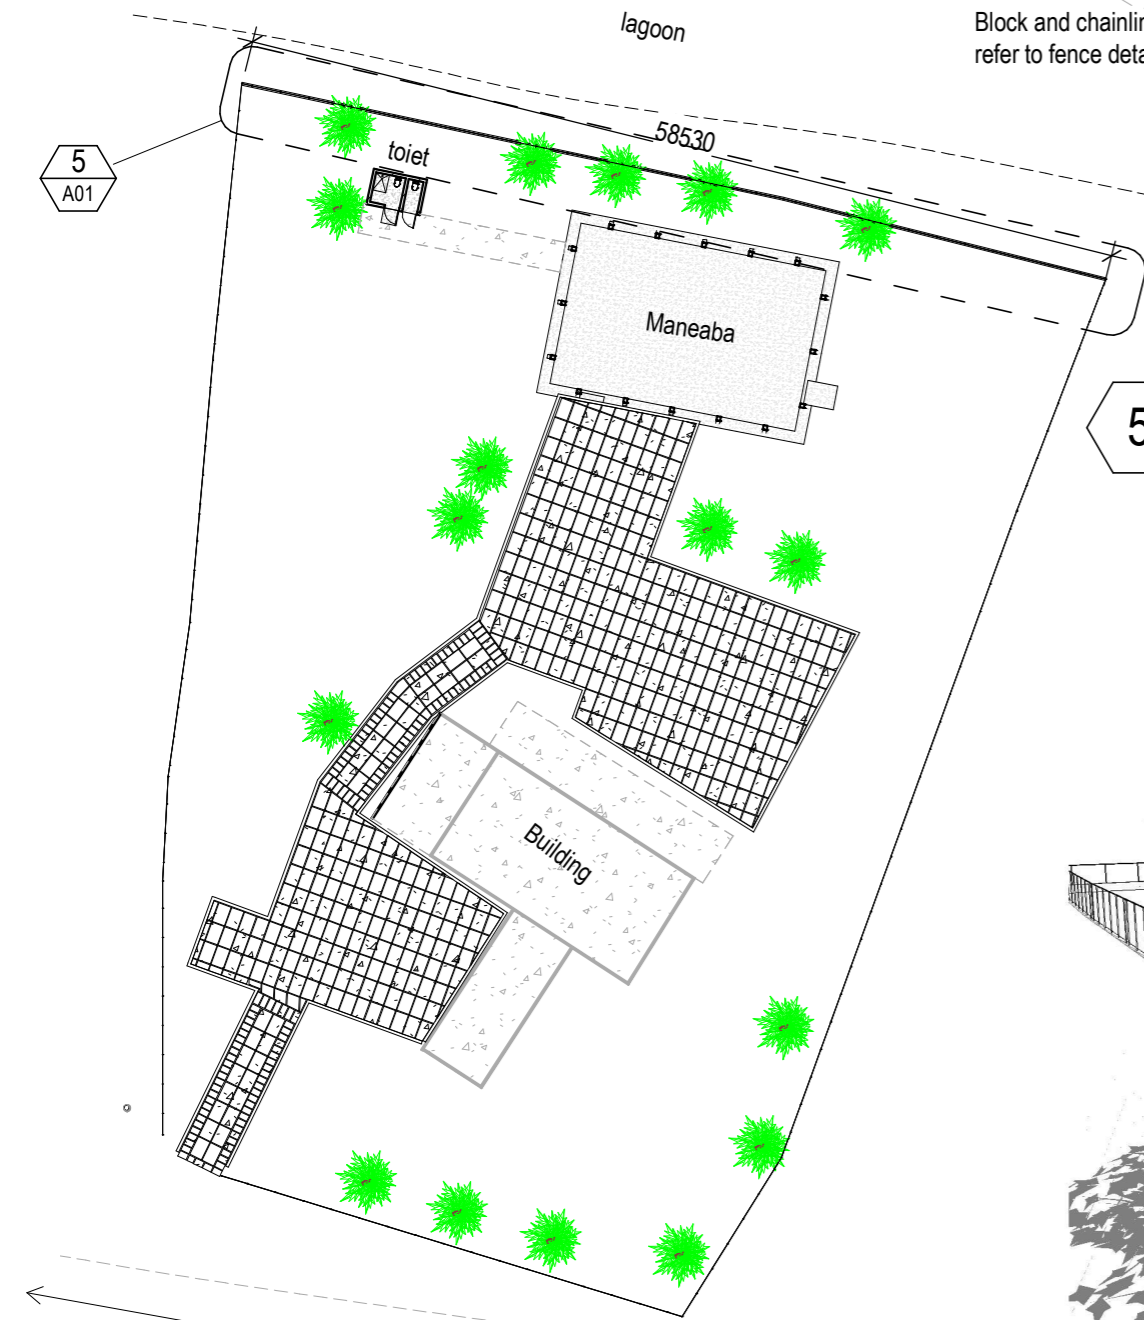 lagoon
Block and chainlin
refer to fence deta
58530
5
A01
toiet
Maneaba
5
Building